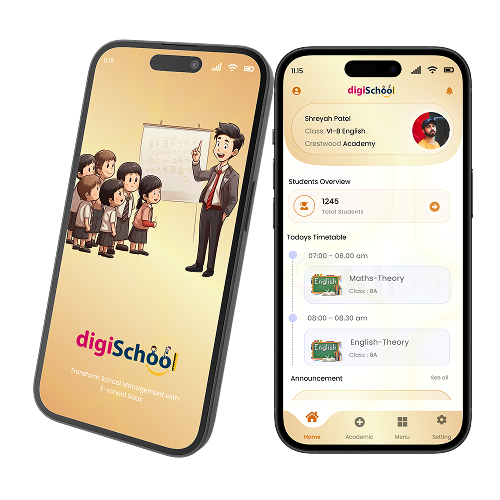 11.15
digiSchool
Transform School Management with
E-school SaaS
11.15
digiSchool
Shreyah Patel
Class: VI-B English
Crestwood Academy
Students Overview
1245
Total Students
Todays Timetable
07:00 - 08.00 am
English
Maths-Theory
Class : 8A
08:00 - 08.30 am
English
English-Theory
Class : 8A
Announcement
See all
Home
Academic
Menu
Setting